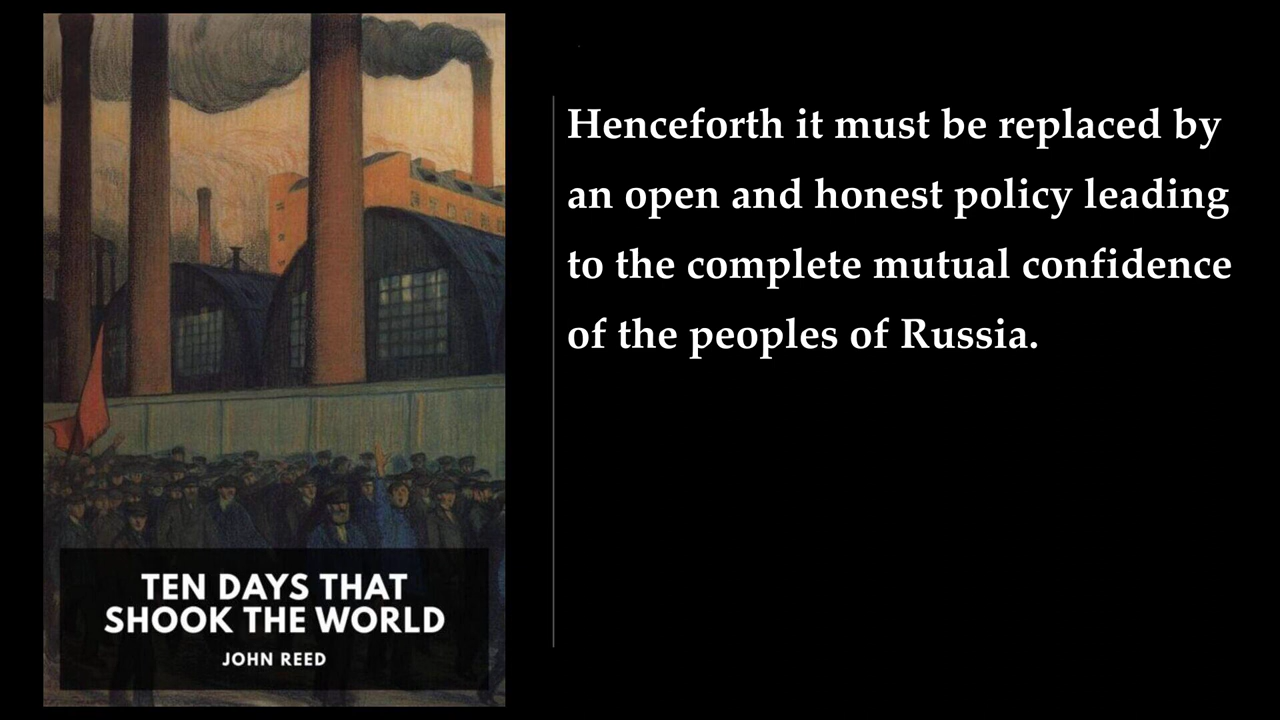 Henceforth it must be replaced by
an open and honest policy leading
to the complete mutual confidence
of the peoples of Russia.
TEN DAYS THAT
SHOOK THE WORLD
JOHN REED